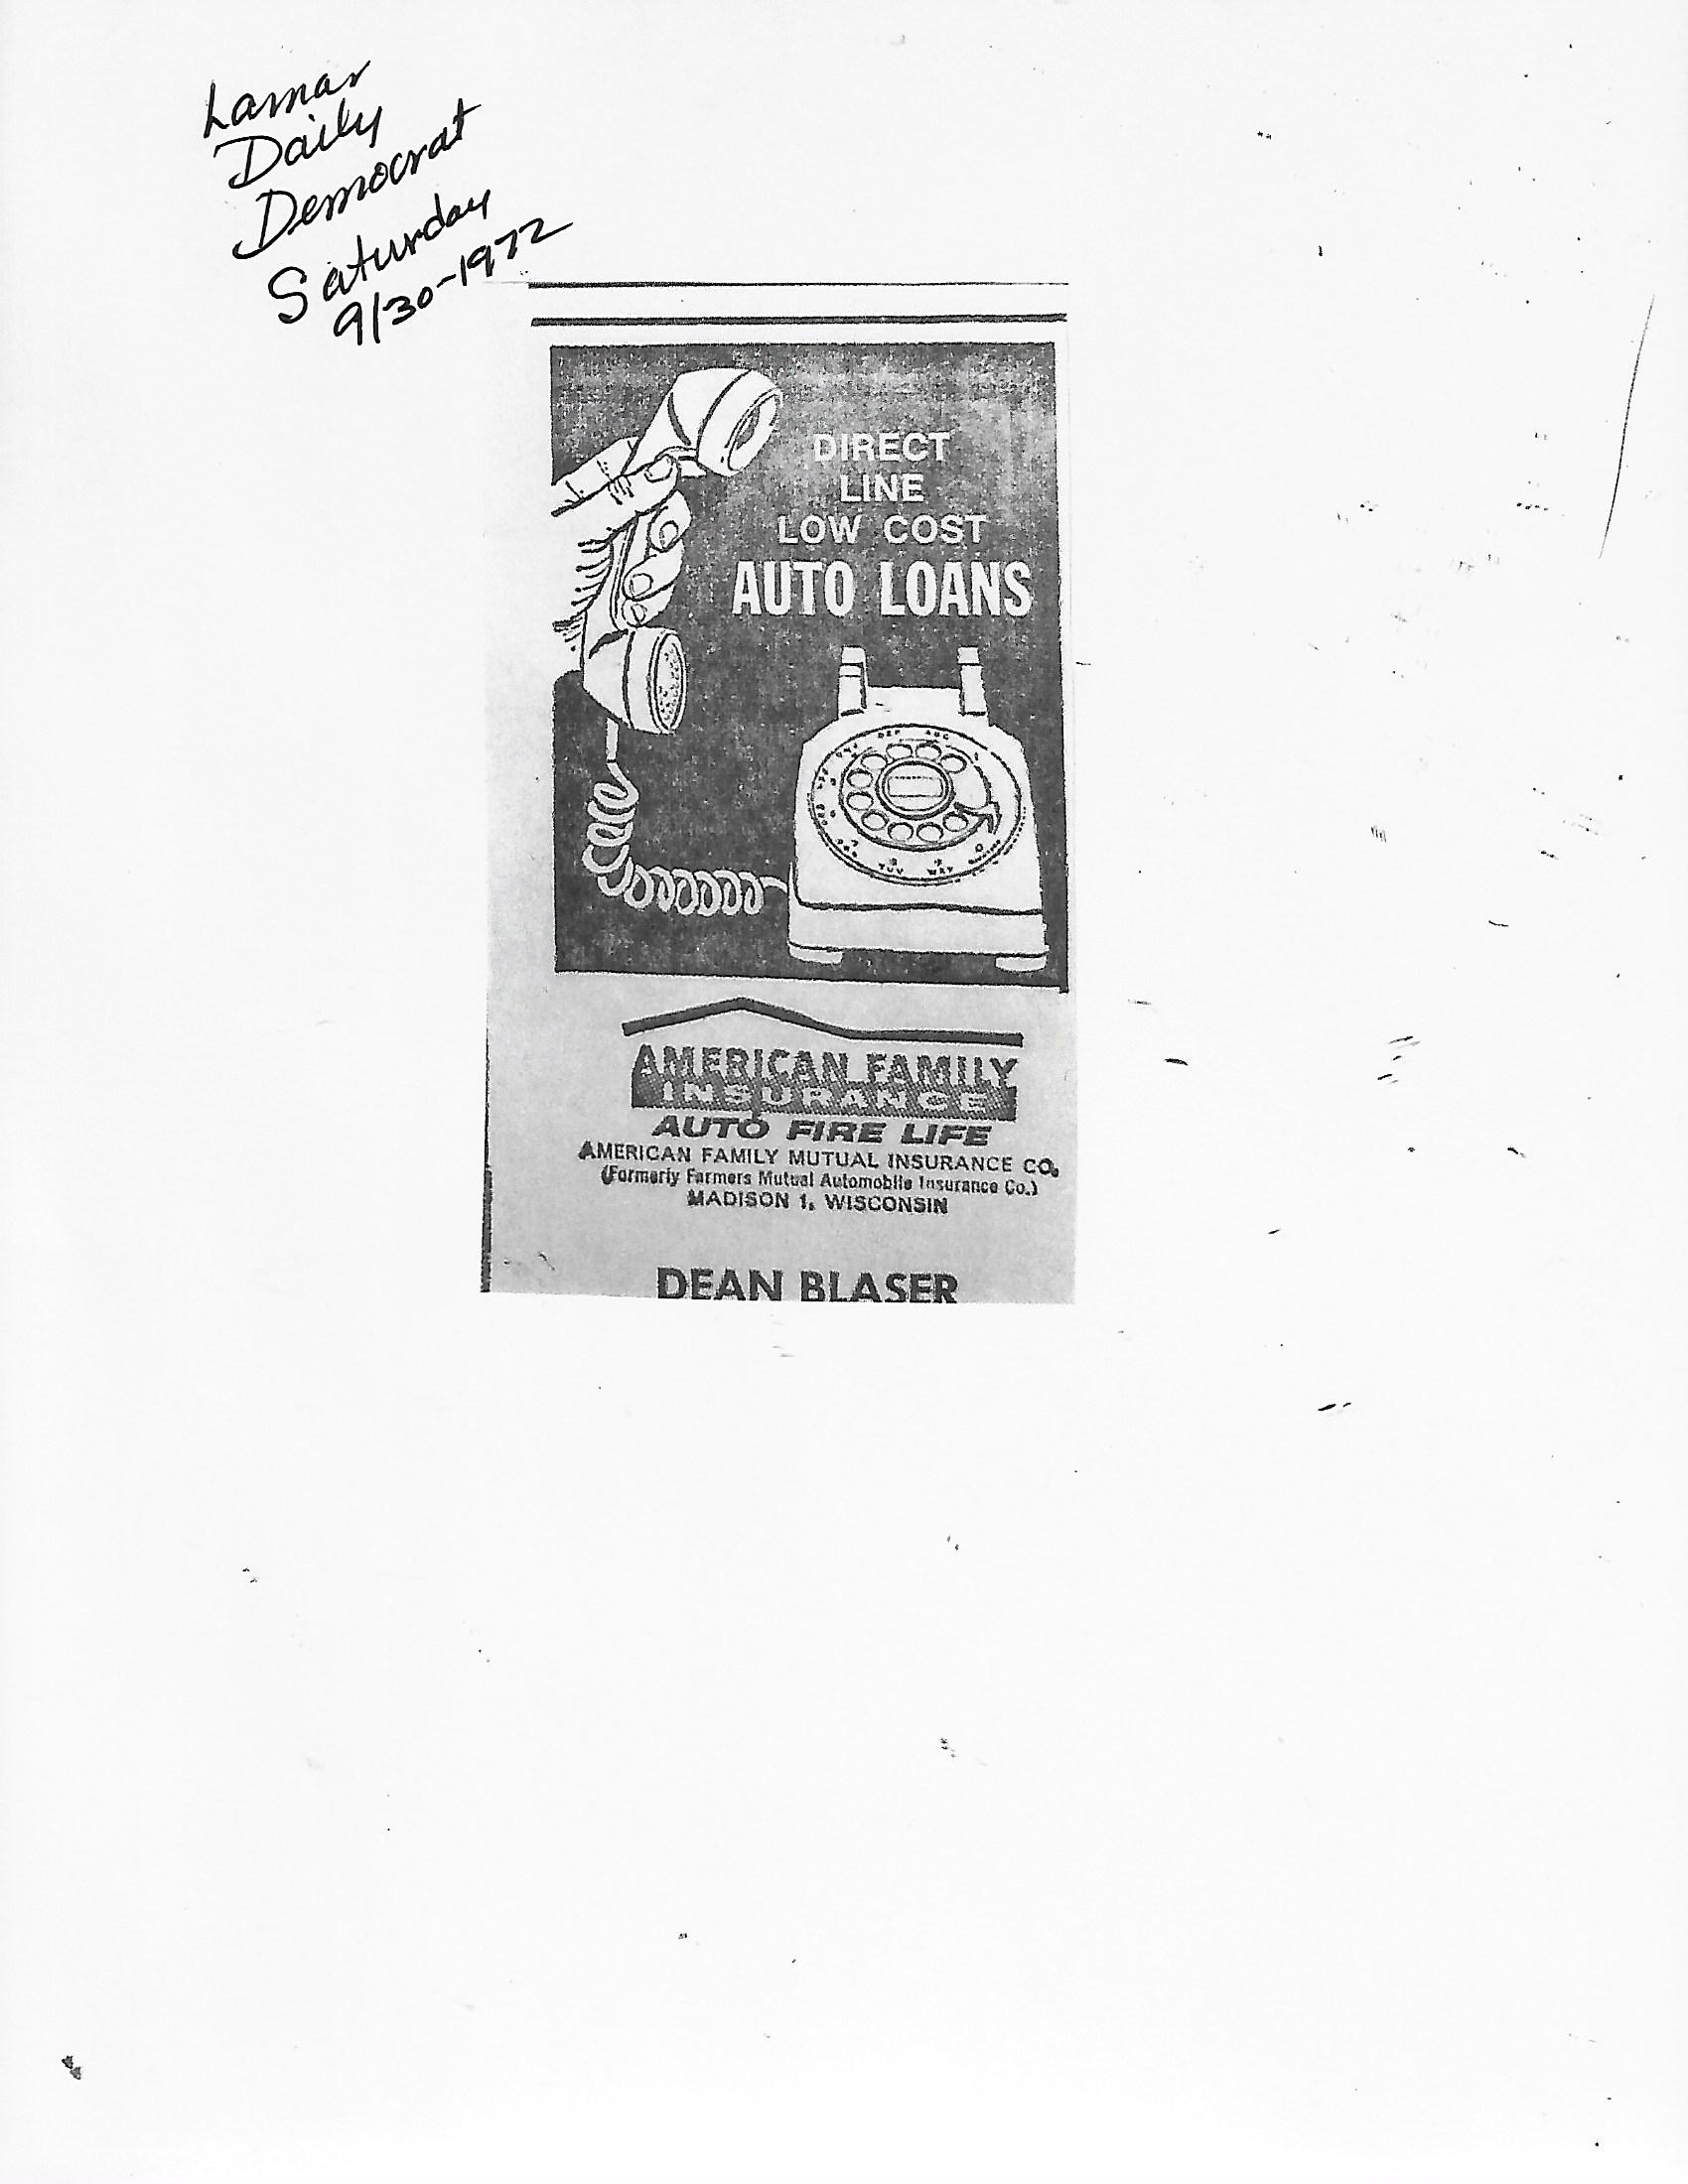 Lamar
Daily
Democrat
Saturday
9/30-1972
DIRECT
LINE
LOW COST
AUTO LOANS
AMERICAN FAMILY
INSURANCE
AUTO FIRE LIFE
AMERICAN FAMILY MUTUAL INSURANCE CO.
(Formerly Farmers Mutual Automobile Insurance Co.)
MADISON 1, WISCONSIN
DEAN BLASER